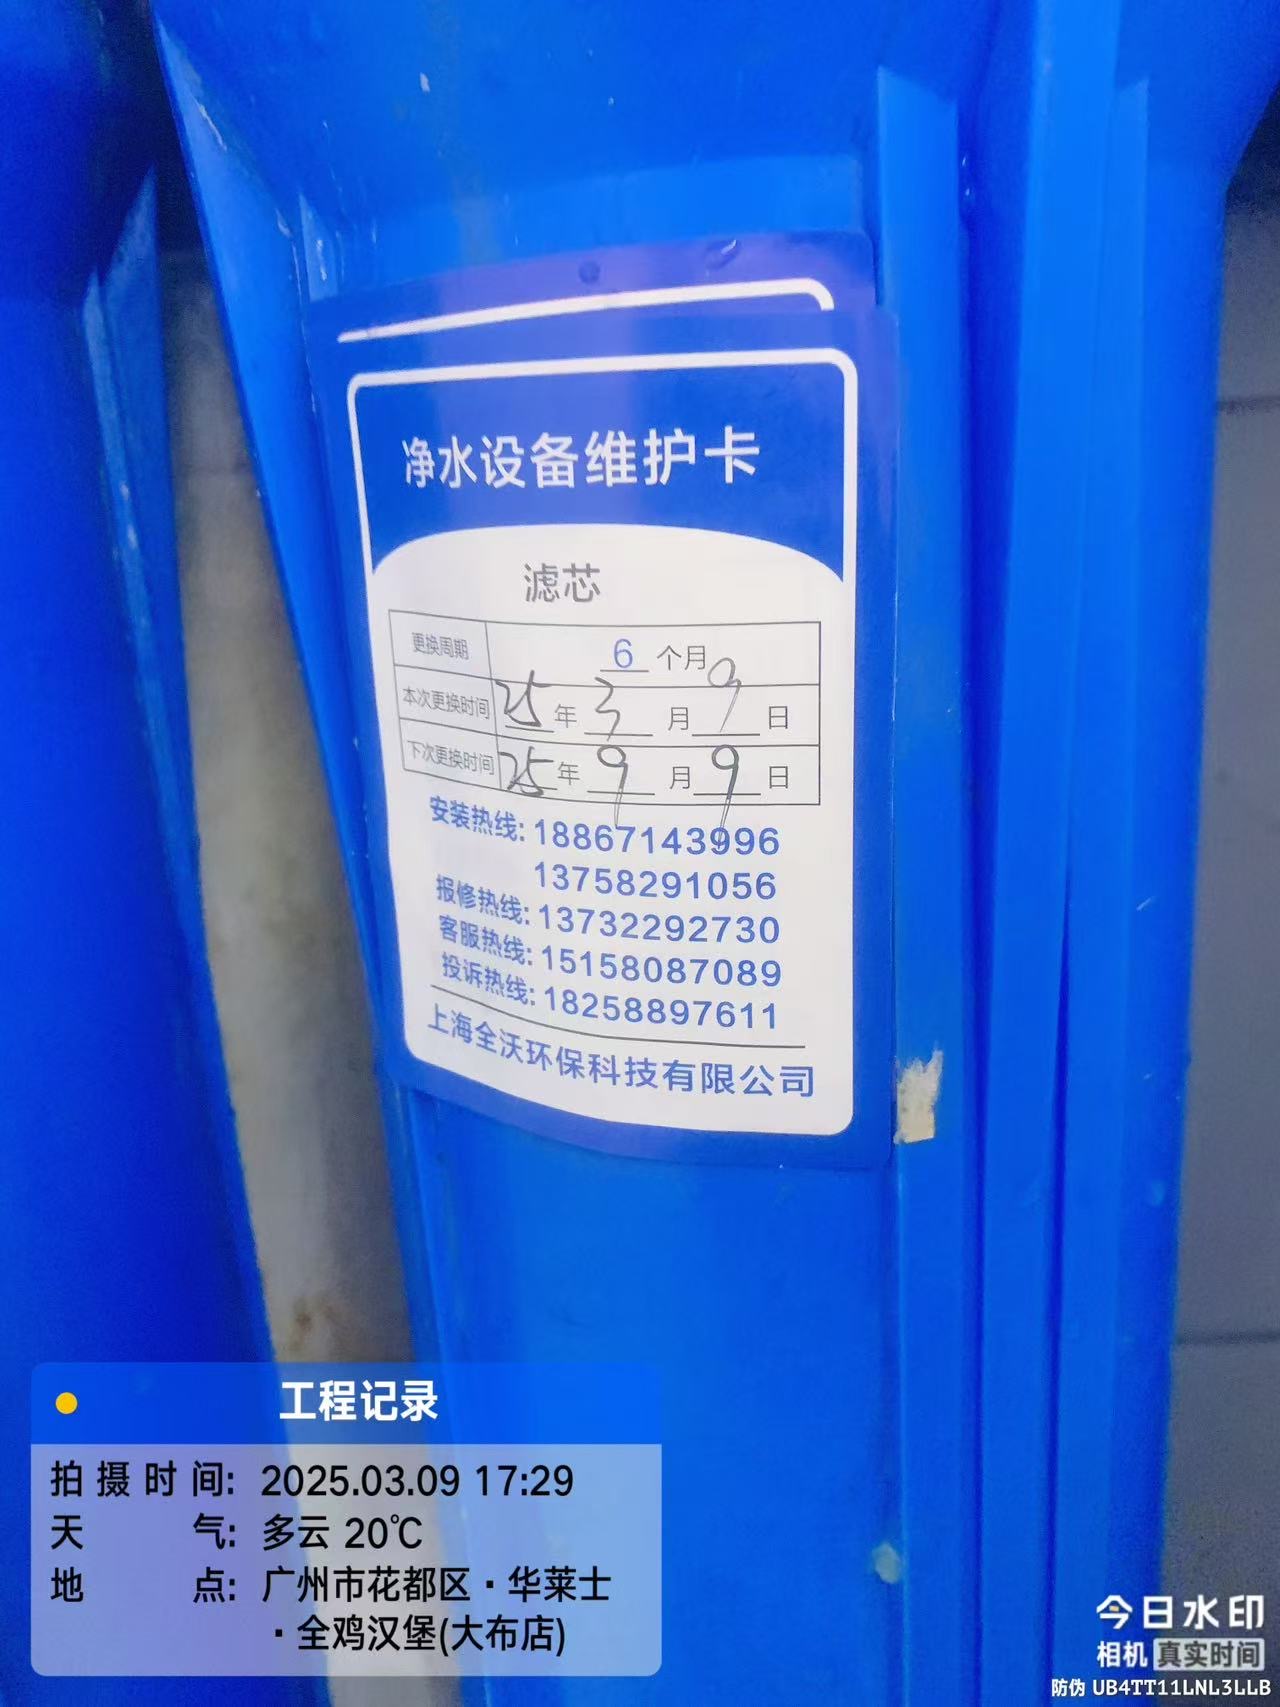 净水设备维护卡
滤芯
更换周期 6 个月
本次更换时间 25 年 3 月 9 日
下次更换时间 25 年 9 月 9 日
安装热线: 18867143996
13758291056
报修热线: 13732292730
客服热线: 15158087089
投诉热线: 18258897611
上海全沃环保科技有限公司
工程记录
拍摄时间: 2025.03.09 17:29
天气: 多云 20℃
地点: 广州市花都区·华莱士
·全鸡汉堡(大布店)
今日水印
相机 真实时间
防伪 UB4TT11LNL3LLB